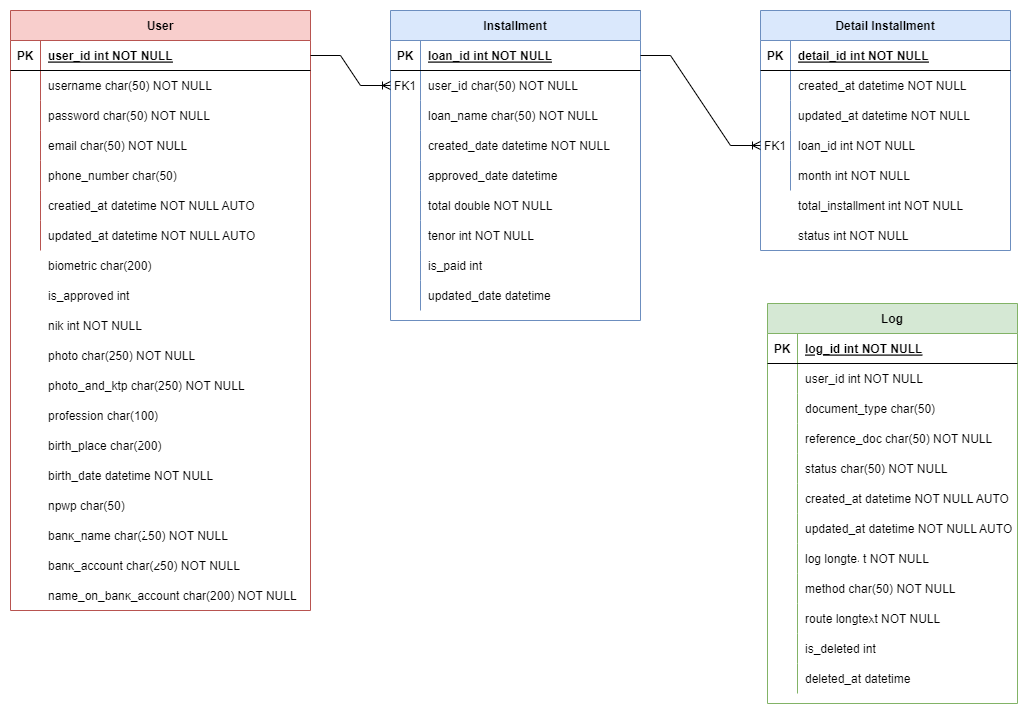 User
PK user_id int NOT NULL
username char(50) NOT NULL
password char(50) NOT NULL
email char(50) NOT NULL
phone_number char(50)
creatied_at datetime NOT NULL AUTO
updated_at datetime NOT NULL AUTO
biometric char(200)
is_approved int
nik int NOT NULL
photo char(250) NOT NULL
photo_and_ktp char(250) NOT NULL
profession char(100)
birth_place char(200)
birth_date datetime NOT NULL
npwp char(50)
bank_name char(250) NOT NULL
bank_account char(250) NOT NULL
name_on_bank_account char(200) NOT NULL
Installment
PK loan_id int NOT NULL
FK1 user_id char(50) NOT NULL
loan_name char(50) NOT NULL
created_date datetime NOT NULL
approved_date datetime
total double NOT NULL
tenor int NOT NULL
is_paid int
updated_date datetime
Detail Installment
PK detail_id int NOT NULL
created_at datetime NOT NULL
updated_at datetime NOT NULL
FK1 loan_id int NOT NULL
month int NOT NULL
total_installment int NOT NULL
status int NOT NULL
Log
PK log_id int NOT NULL
user_id int NOT NULL
document_type char(50)
reference_doc char(50) NOT NULL
status char(50) NOT NULL
created_at datetime NOT NULL AUTO
updated_at datetime NOT NULL AUTO
log longtext NOT NULL
method char(50) NOT NULL
route longtext NOT NULL
is_deleted int
deleted_at datetime